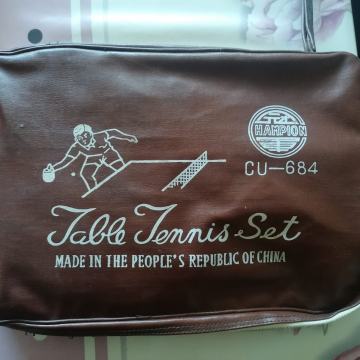 HAMPION
CU-684
Table Tennis Set
MADE IN THE PEOPLE'S REPUBLIC OF CHINA